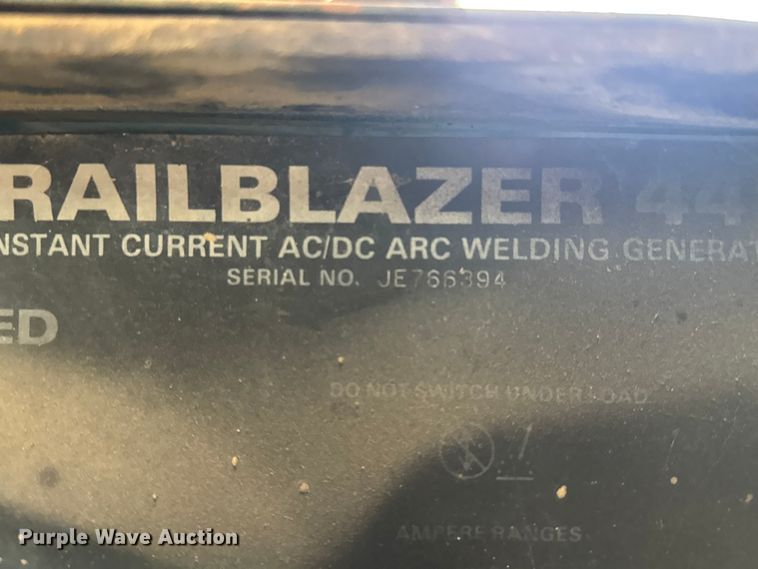 RAILBLAZER 44
NSTANT CURRENT AC/DC ARC WELDING GENERAT
SERIAL NO. JE766394
ED
DO NOT SWITCH UNDER LOAD
AMPERE RANGES
Purple Wave Auction